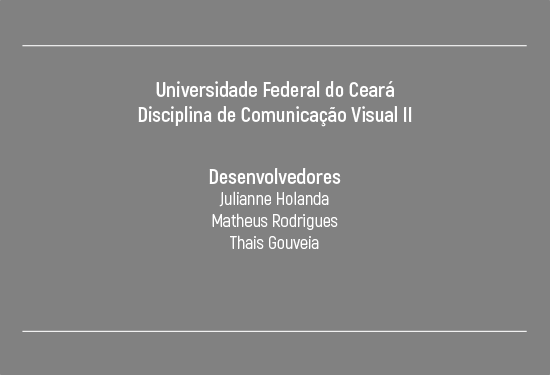 Universidade Federal do Ceará
Disciplina de Comunicação Visual II
Desenvolvedores
Julianne Holanda
Matheus Rodrigues
Thais Gouveia